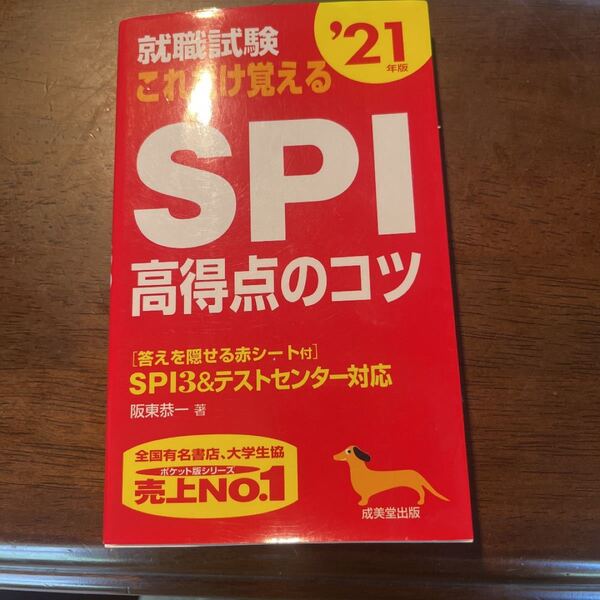 就職試験
これだけ覚える
'21
年版
SPI
高得点のコツ
[答えを隠せる赤シート付]
SPI3&テストセンター対応
阪東恭一 著
全国有名書店、大学生協
ポケット版シリーズ
売上NO.1
成美堂出版